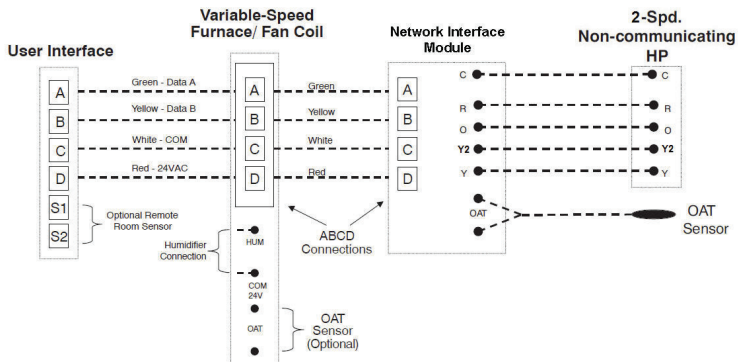 Variable-Speed
Furnace/ Fan Coil
Network Interface
Module
2-Spd.
Non-communicating
HP
User Interface
A
Green - Data A
A
Green
A
B
Yellow - Data B
B
Yellow
B
C
White - COM
C
White
C
D
Red - 24VAC
D
Red
D
C
C
R
R
O
O
Y2
Y2
Y
Y
S1
S2
Optional Remote
Room Sensor
Humidifier
Connection
HUM
COM
24V
OAT
OAT
Sensor
(Optional)
ABCD
Connections
OAT
OAT
Sensor